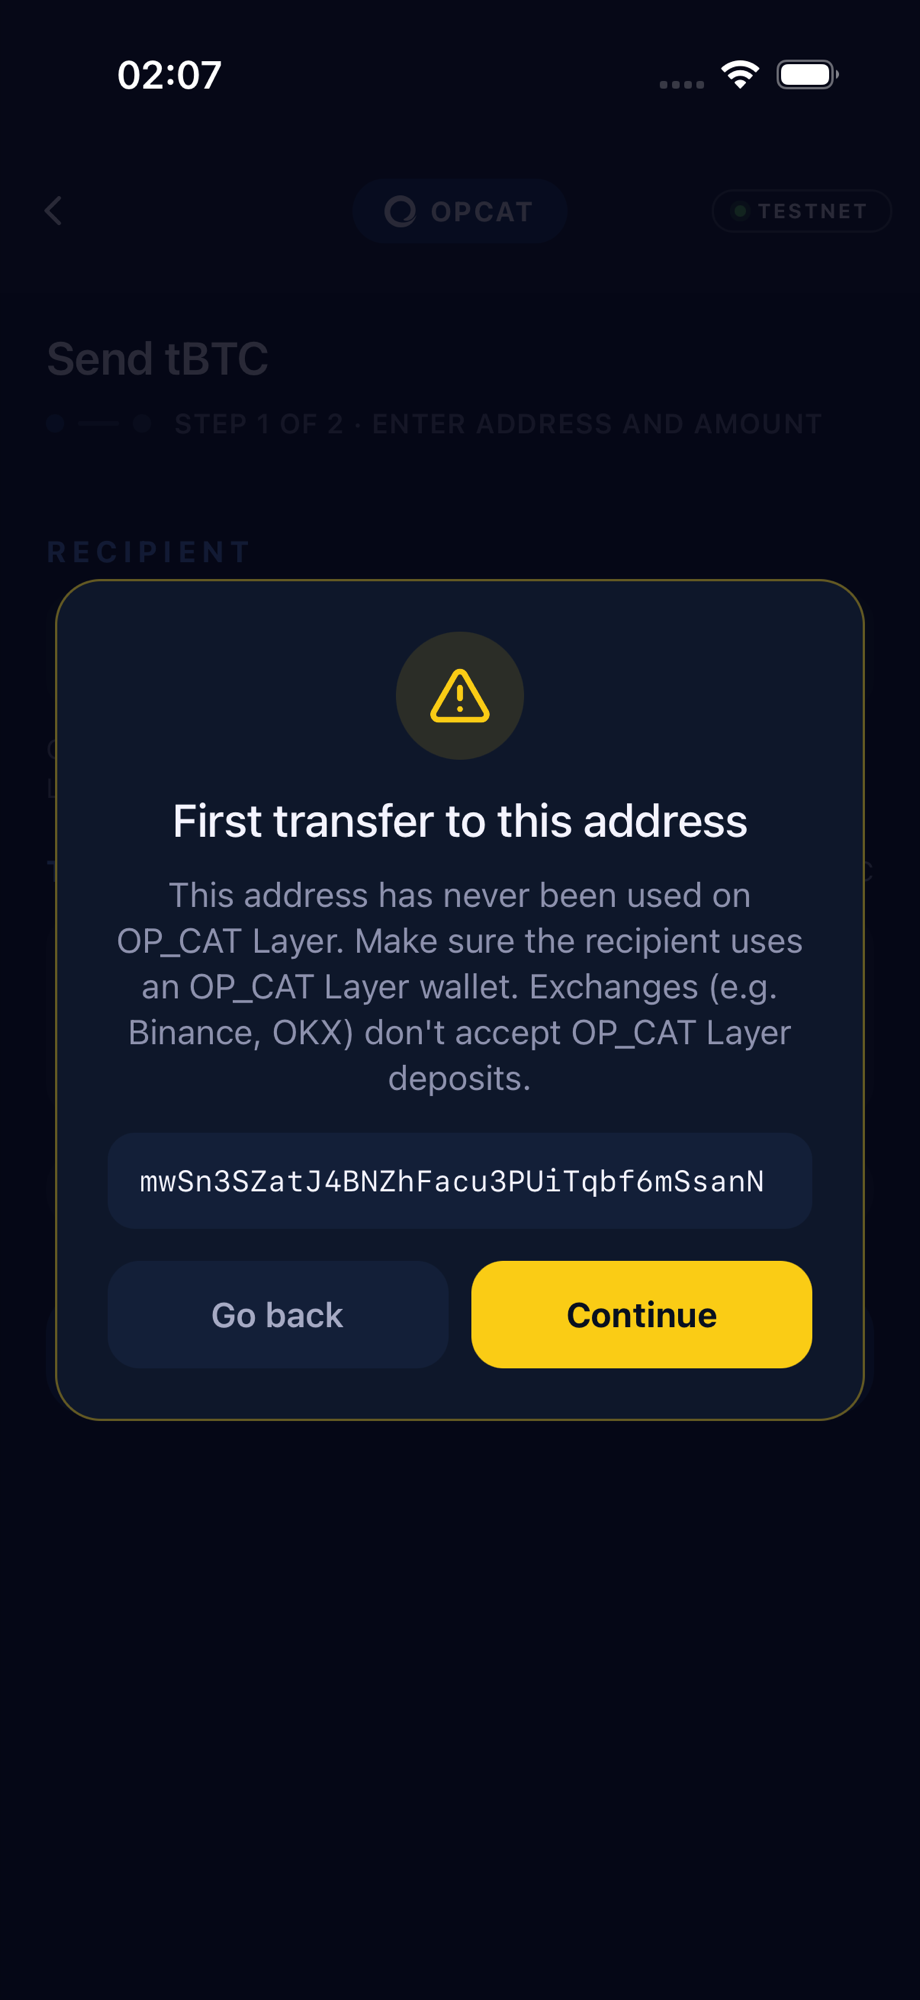 02:07
OPCAT
TESTNET
Send tBTC
STEP 1 OF 2 · ENTER ADDRESS AND AMOUNT
RECIPIENT
First transfer to this address
This address has never been used on
OP_CAT Layer. Make sure the recipient uses
an OP_CAT Layer wallet. Exchanges (e.g.
Binance, OKX) don't accept OP_CAT Layer
deposits.
mwSn3SZatJ4BNZhFacu3PUiTqbf6mSsanN
Go back
Continue